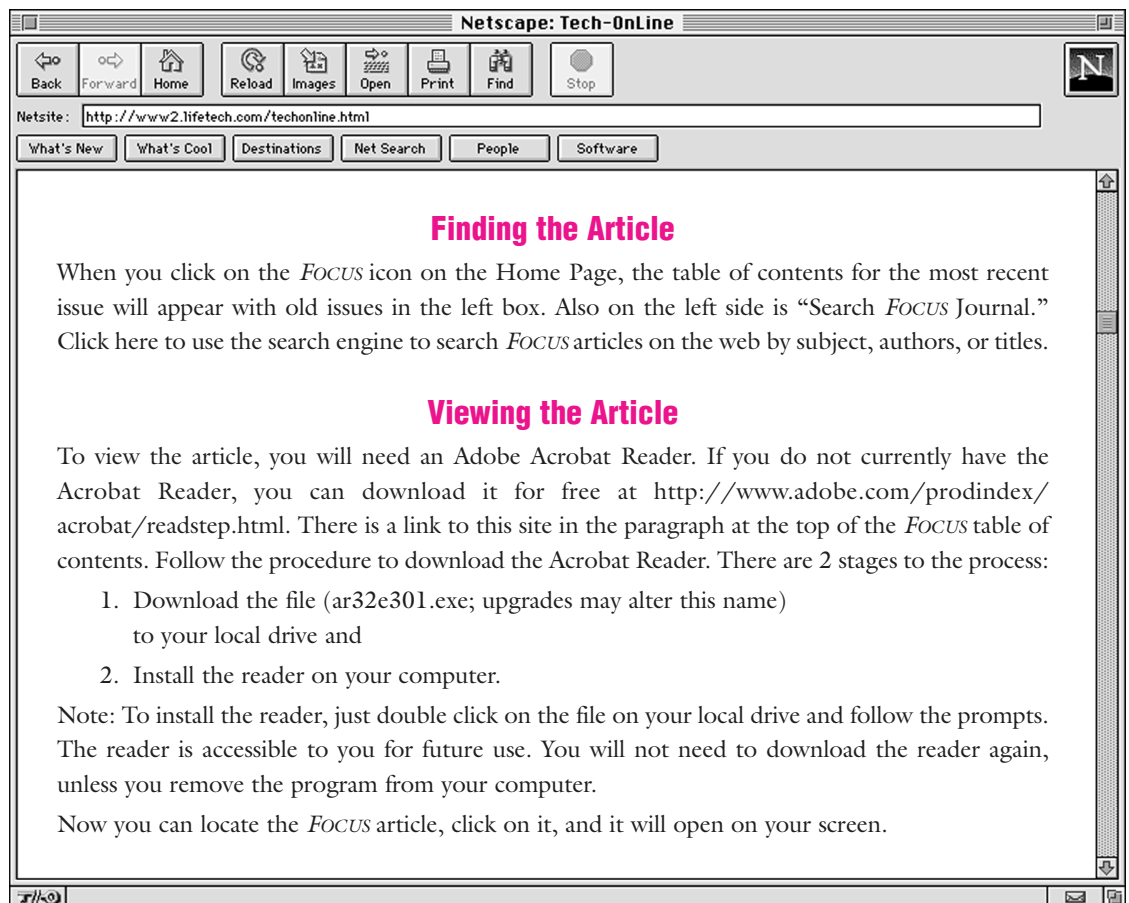 Netscape: Tech-OnLine
Back Forward Home Reload Images Open Print Find Stop
N
Netsite: http://www2.lifetech.com/techonline.html
What's New What's Cool Destinations Net Search People Software
Finding the Article
When you click on the FOCUS icon on the Home Page, the table of contents for the most recent
issue will appear with old issues in the left box. Also on the left side is “Search FOCUS Journal.”
Click here to use the search engine to search FOCUS articles on the web by subject, authors, or titles.
Viewing the Article
To view the article, you will need an Adobe Acrobat Reader. If you do not currently have the
Acrobat Reader, you can download it for free at http://www.adobe.com/prodindex/
acrobat/readstep.html. There is a link to this site in the paragraph at the top of the FOCUS table of
contents. Follow the procedure to download the Acrobat Reader. There are 2 stages to the process:
1. Download the file (ar32e301.exe; upgrades may alter this name)
to your local drive and
2. Install the reader on your computer.
Note: To install the reader, just double click on the file on your local drive and follow the prompts.
The reader is accessible to you for future use. You will not need to download the reader again,
unless you remove the program from your computer.
Now you can locate the FOCUS article, click on it, and it will open on your screen.